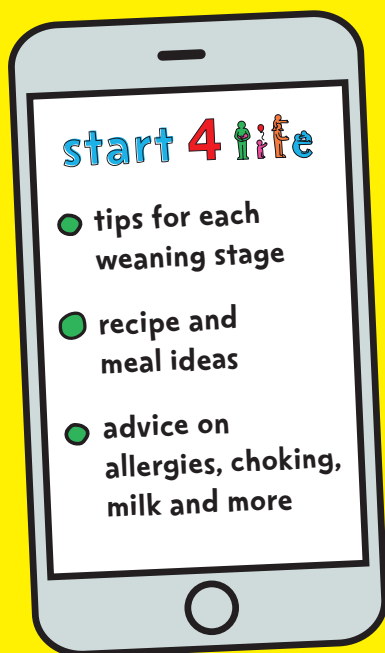 start 4 life
tips for each
weaning stage
recipe and
meal ideas
advice on
allergies, choking,
milk and more